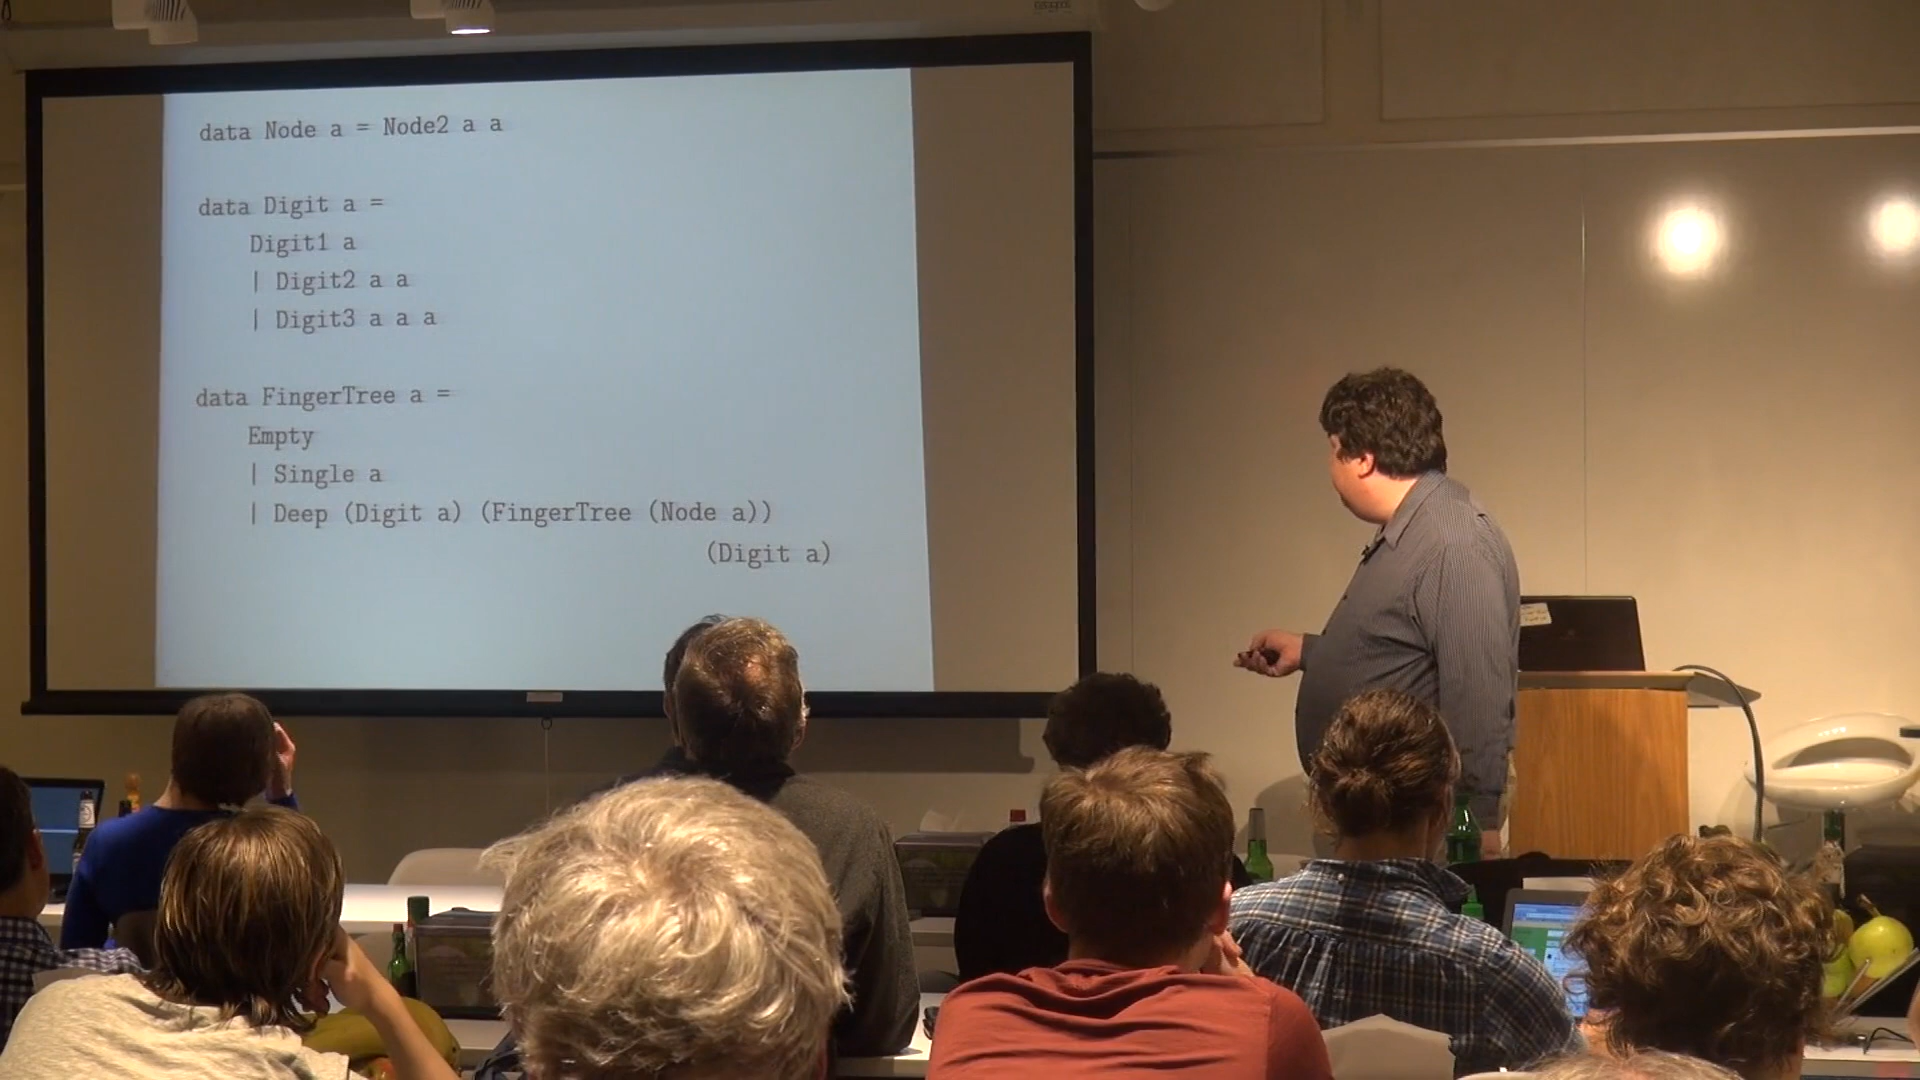 data Node a = Node2 a a
data Digit a =
Digit1 a
| Digit2 a a
| Digit3 a a a
data FingerTree a =
Empty
| Single a
| Deep (Digit a) (FingerTree (Node a))
(Digit a)